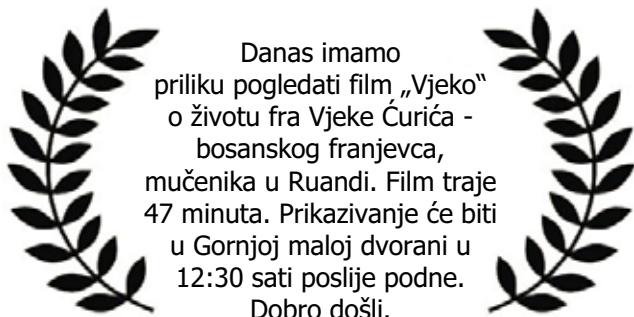 Danas imamo
priliku pogledati film „Vjeko“
o životu fra Vjeke Ćurića -
bosanskog franjevca,
mučenika u Ruandi. Film traje
47 minuta. Prikazivanje će biti
u Gornjoj maloj dvorani u
12:30 sati poslije podne.
Dobro došli.